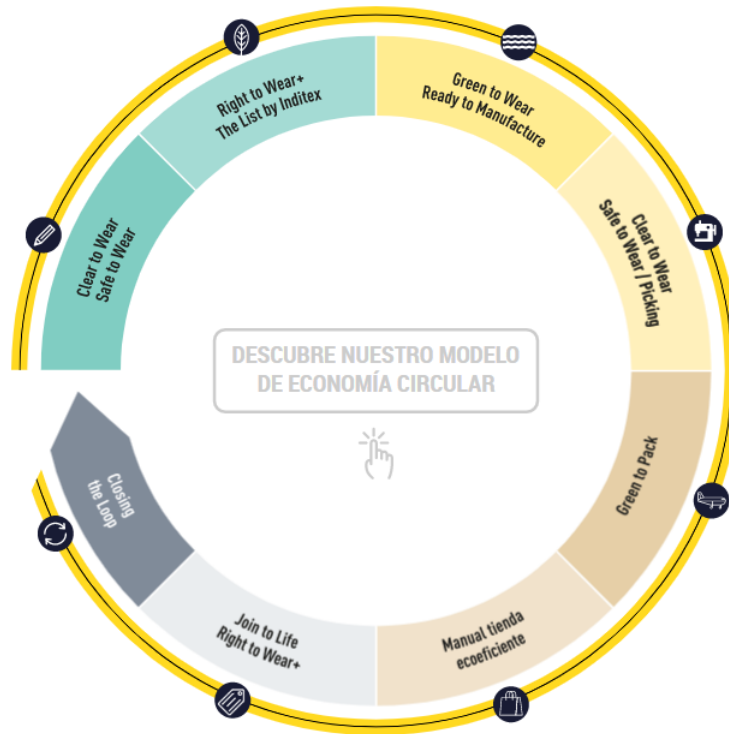 Clear to Wear
Safe to Wear
Right to Wear+
The List by Inditex
Green to Wear
Ready to Manufacture
Clear to Wear
Safe to Wear / Picking
Green to Pack
Manual tienda
ecoeficiente
Join to Life
Right to Wear+
Closing
the Loop
DESCUBRE NUESTRO MODELO
DE ECONOMÍA CIRCULAR